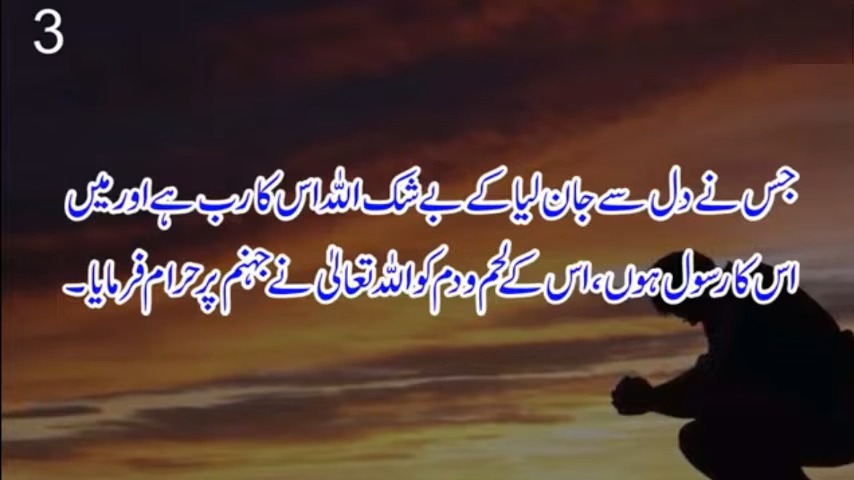 3
جس نے دل سے جان لیا کے بے شک اللہ اس کا رب ہے اور میں
اس کا رسول ہوں، اس کے لحم و دم کو اللہ تعالیٰ نے جہنم پر حرام فرمایا۔